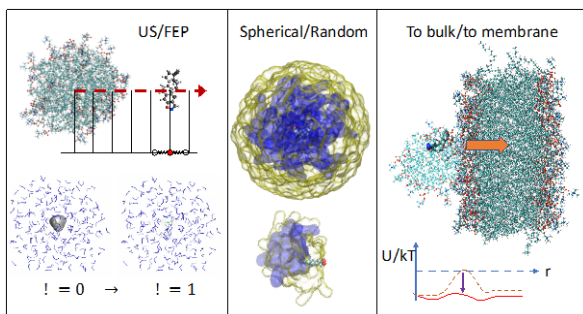 US/FEP
! = 0 → ! = 1
Spherical/Random
To bulk/to membrane
U/kT
r